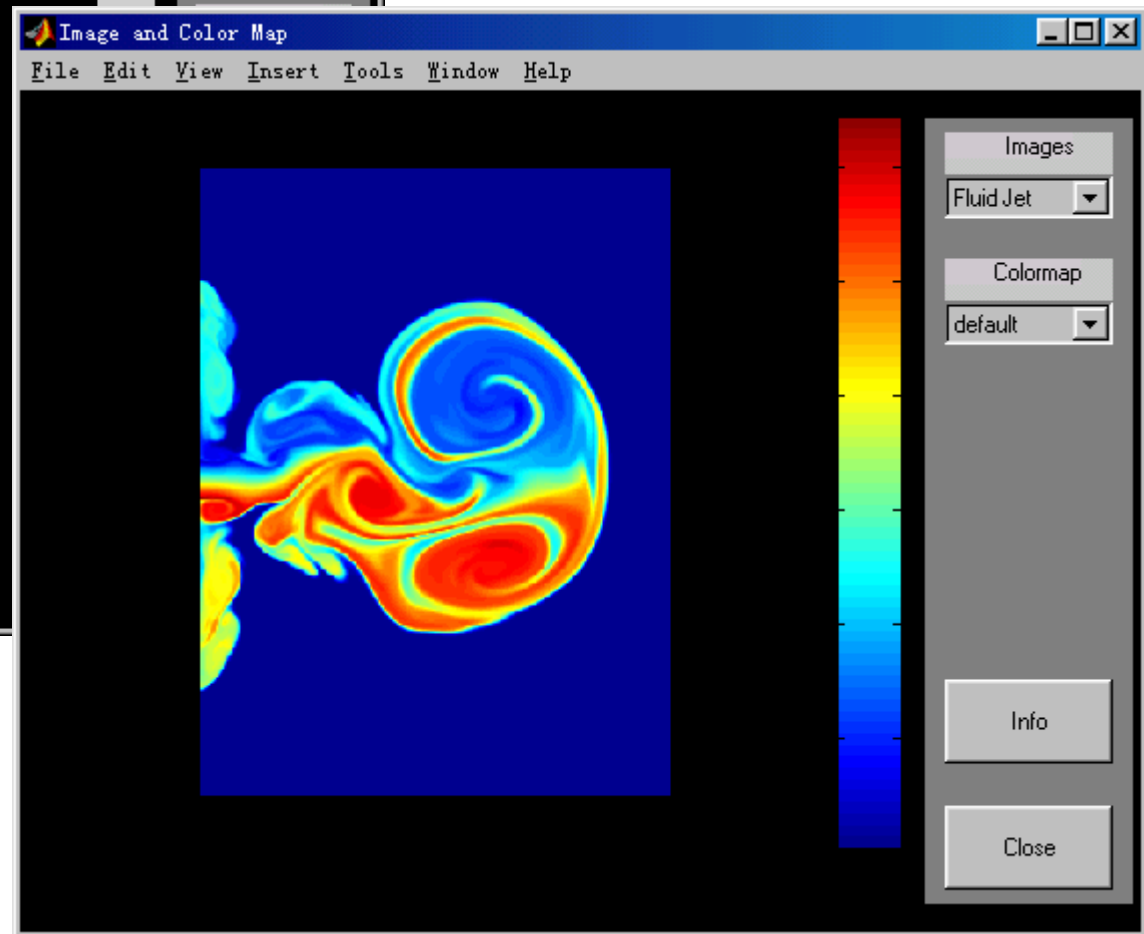 Image and Color Map
File Edit View Insert Tools Window Help
Images
Fluid Jet
Colormap
default
Info
Close